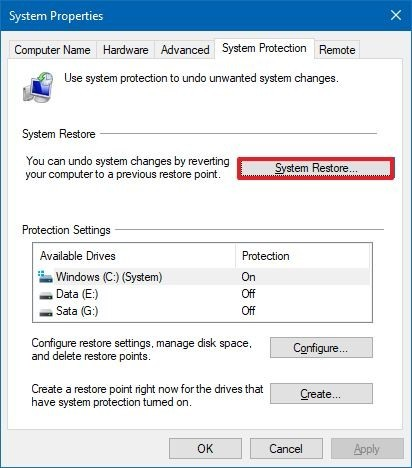 System Properties
Computer Name Hardware Advanced System Protection Remote
Use system protection to undo unwanted system changes.
System Restore
You can undo system changes by reverting
your computer to a previous restore point.
System Restore...
Protection Settings
Available Drives Protection
Windows (C:) (System) On
Data (E:) Off
Sata (G:) Off
Configure restore settings, manage disk space,
and delete restore points.
Configure...
Create a restore point right now for the drives that
have system protection turned on.
Create...
OK Cancel Apply